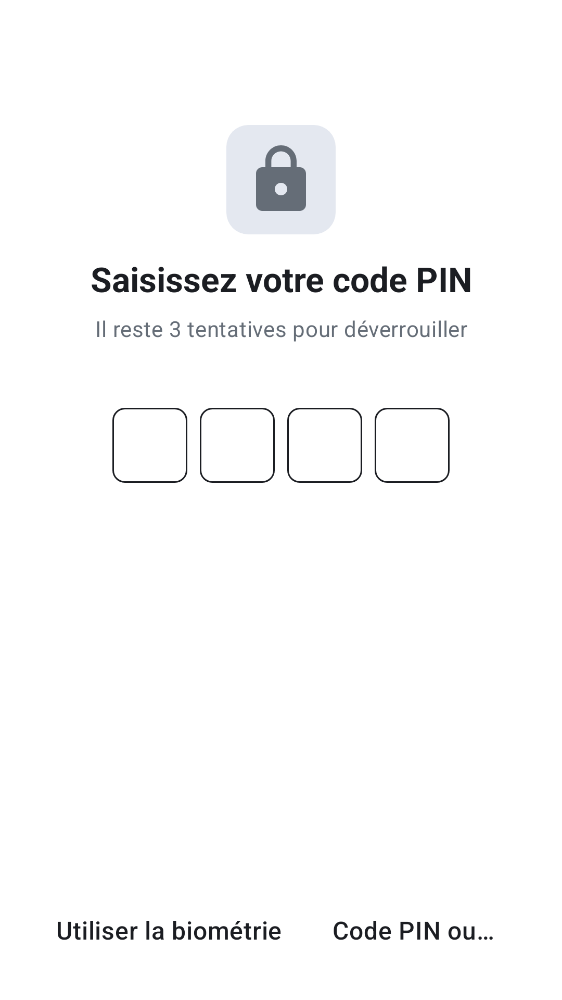 Saisissez votre code PIN
Il reste 3 tentatives pour déverrouiller
Utiliser la biométrie
Code PIN ou…